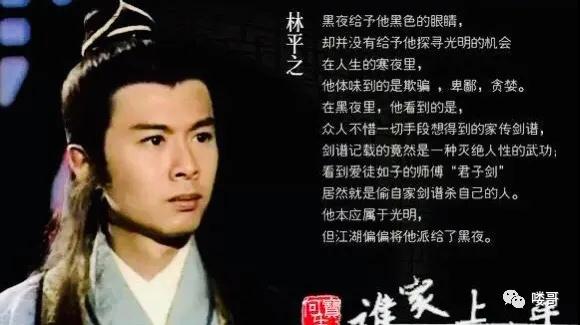 林平之
黑夜给予他黑色的眼睛，
却并没有给予他探寻光明的机会
在人生的寒夜里，
他体味到的是欺骗，卑鄙，贪婪。
在黑夜里，他看到的是，
众人不惜一切手段想得到的家传剑谱，
剑谱记载的竟然是一种灭绝人性的武功；
看到爱徒如子的师傅“君子剑”
居然就是偷自家剑谱杀自己的人。
他本应属于光明，
但江湖偏偏将他派给了黑夜。
谁家上
喽哥